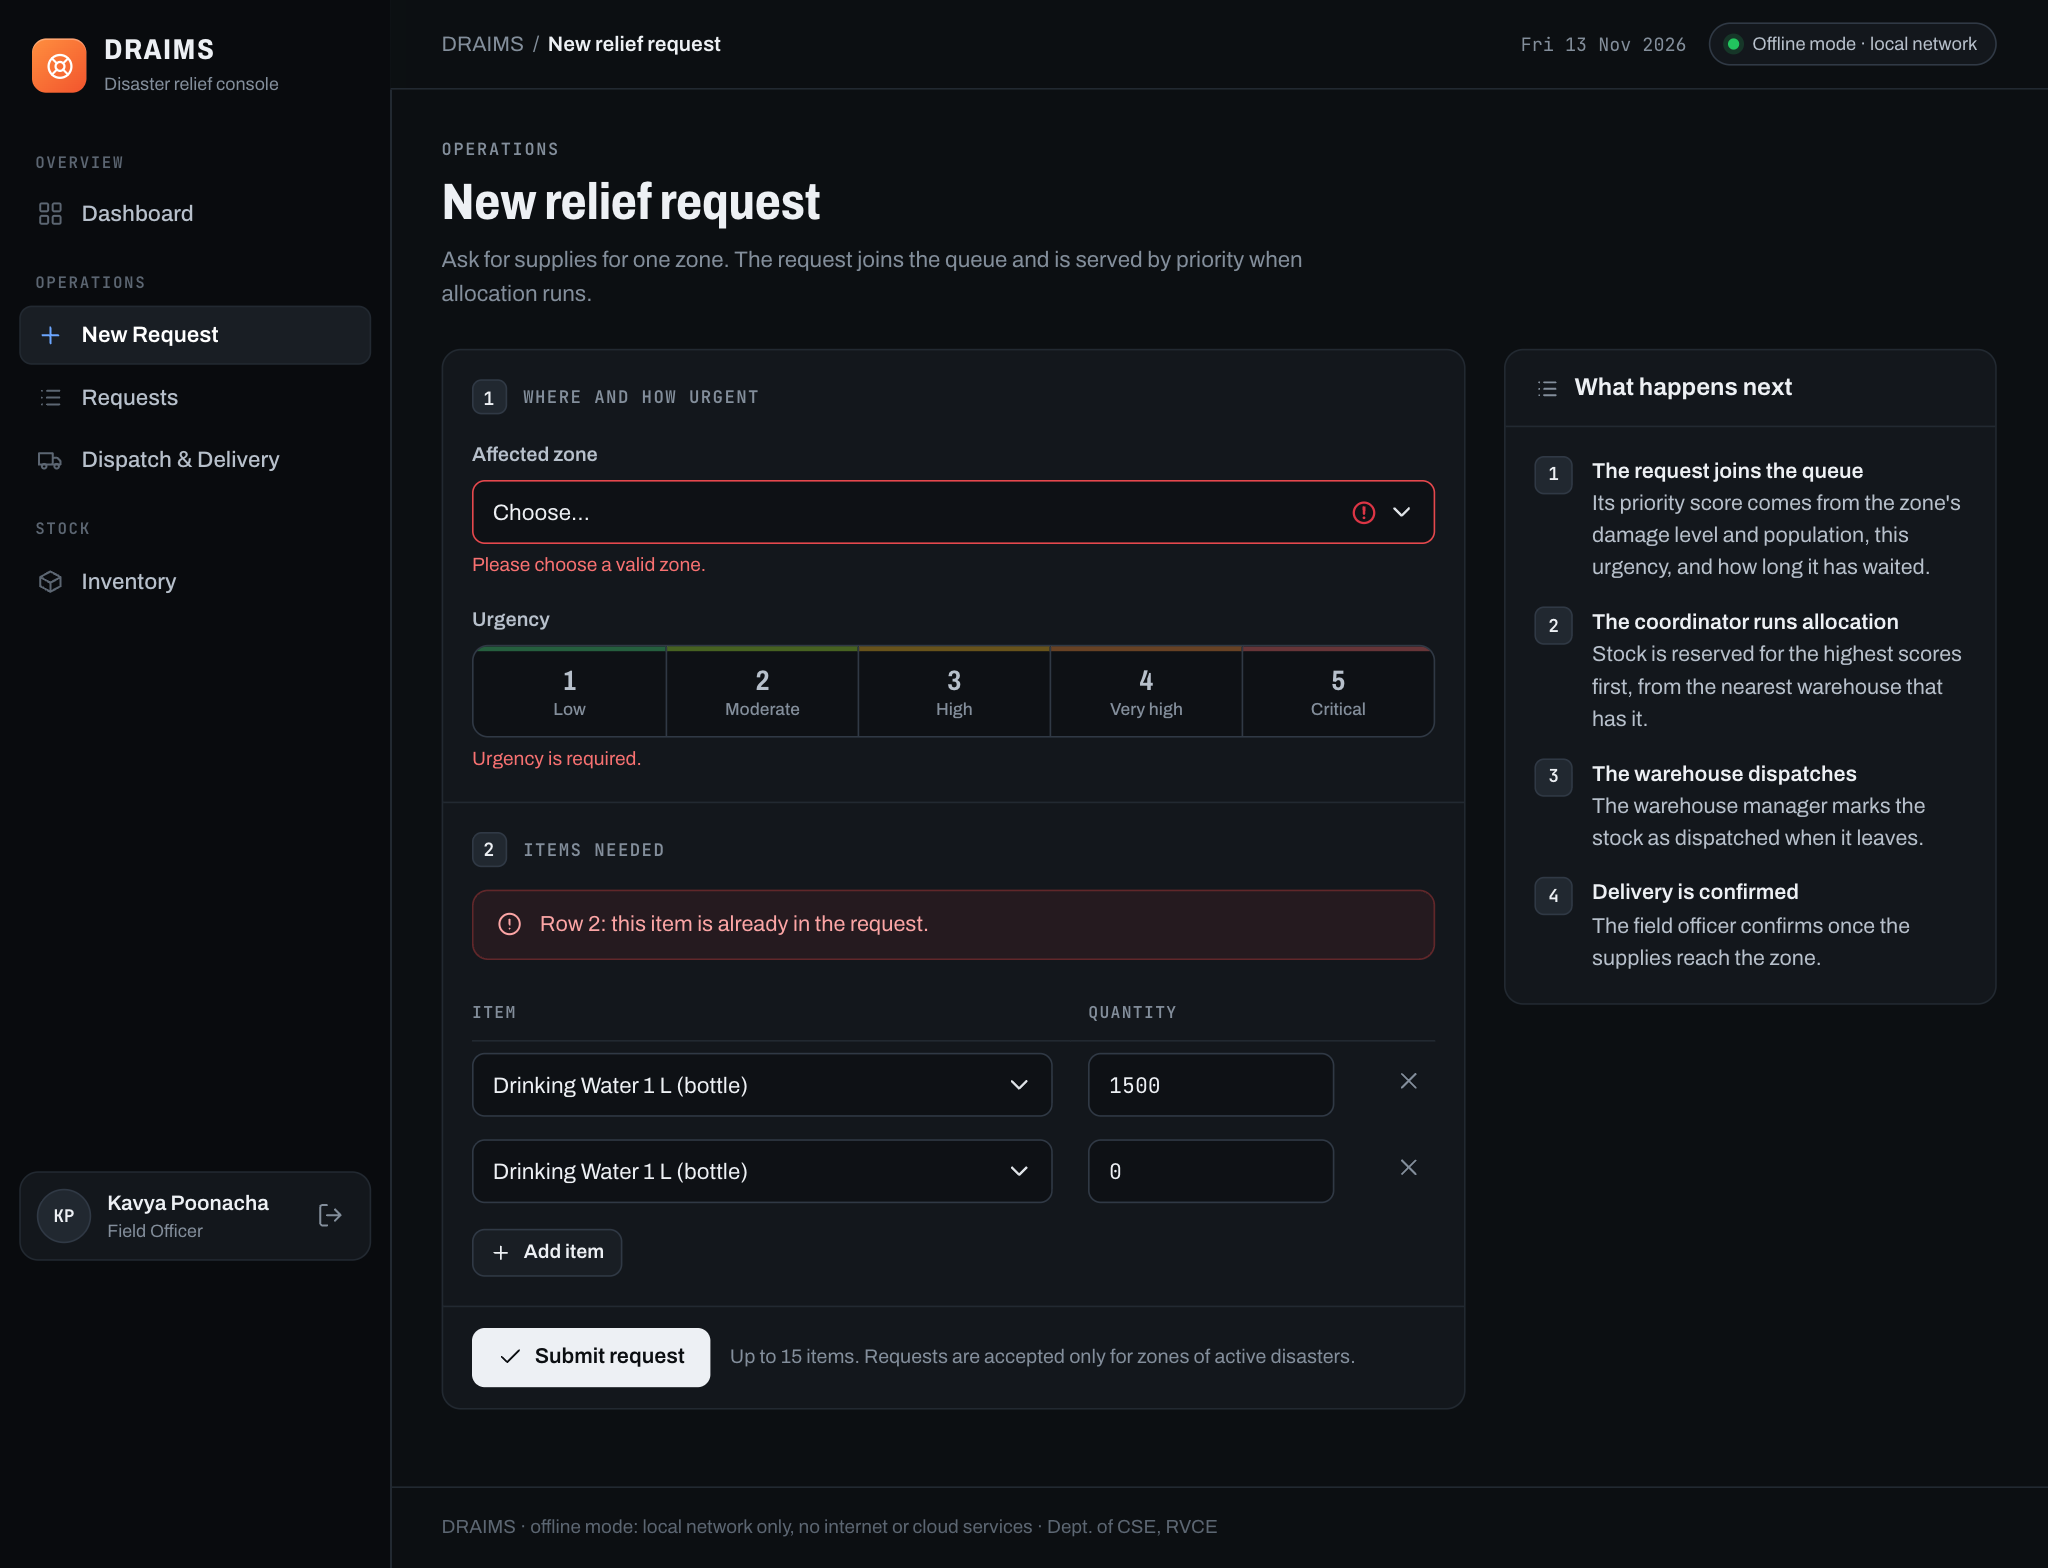 DRAIMS
Disaster relief console
OVERVIEW
Dashboard
OPERATIONS
New Request
Requests
Dispatch & Delivery
STOCK
Inventory
KP
Kavya Poonacha
Field Officer
DRAIMS / New relief request
Fri 13 Nov 2026
Offline mode · local network
OPERATIONS
New relief request
Ask for supplies for one zone. The request joins the queue and is served by priority when
allocation runs.
1 WHERE AND HOW URGENT
Affected zone
Choose...
Please choose a valid zone.
Urgency
1
Low
2
Moderate
3
High
4
Very high
5
Critical
Urgency is required.
2 ITEMS NEEDED
Row 2: this item is already in the request.
ITEM QUANTITY
Drinking Water 1 L (bottle) 1500
Drinking Water 1 L (bottle) 0
Add item
Submit request
Up to 15 items. Requests are accepted only for zones of active disasters.
What happens next
1 The request joins the queue
Its priority score comes from the zone's
damage level and population, this
urgency, and how long it has waited.
2 The coordinator runs allocation
Stock is reserved for the highest scores
first, from the nearest warehouse that
has it.
3 The warehouse dispatches
The warehouse manager marks the
stock as dispatched when it leaves.
4 Delivery is confirmed
The field officer confirms once the
supplies reach the zone.
DRAIMS · offline mode: local network only, no internet or cloud services · Dept. of CSE, RVCE